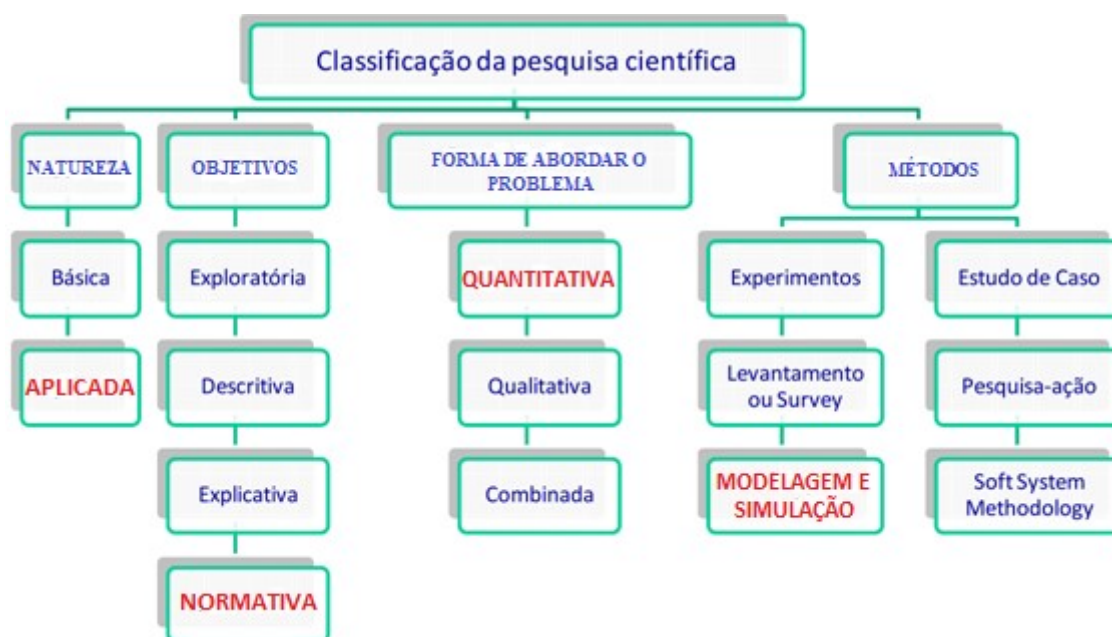 Classificação da pesquisa científica
NATUREZA
OBJETIVOS
FORMA DE ABORDAR O
PROBLEMA
MÉTODOS
Básica
Exploratória
QUANTITATIVA
Experimentos
Estudo de Caso
APLICADA
Descritiva
Qualitativa
Levantamento
ou Survey
Pesquisa-ação
Explicativa
Combinada
MODELAGEM E
SIMULAÇÃO
Soft System
Methodology
NORMATIVA